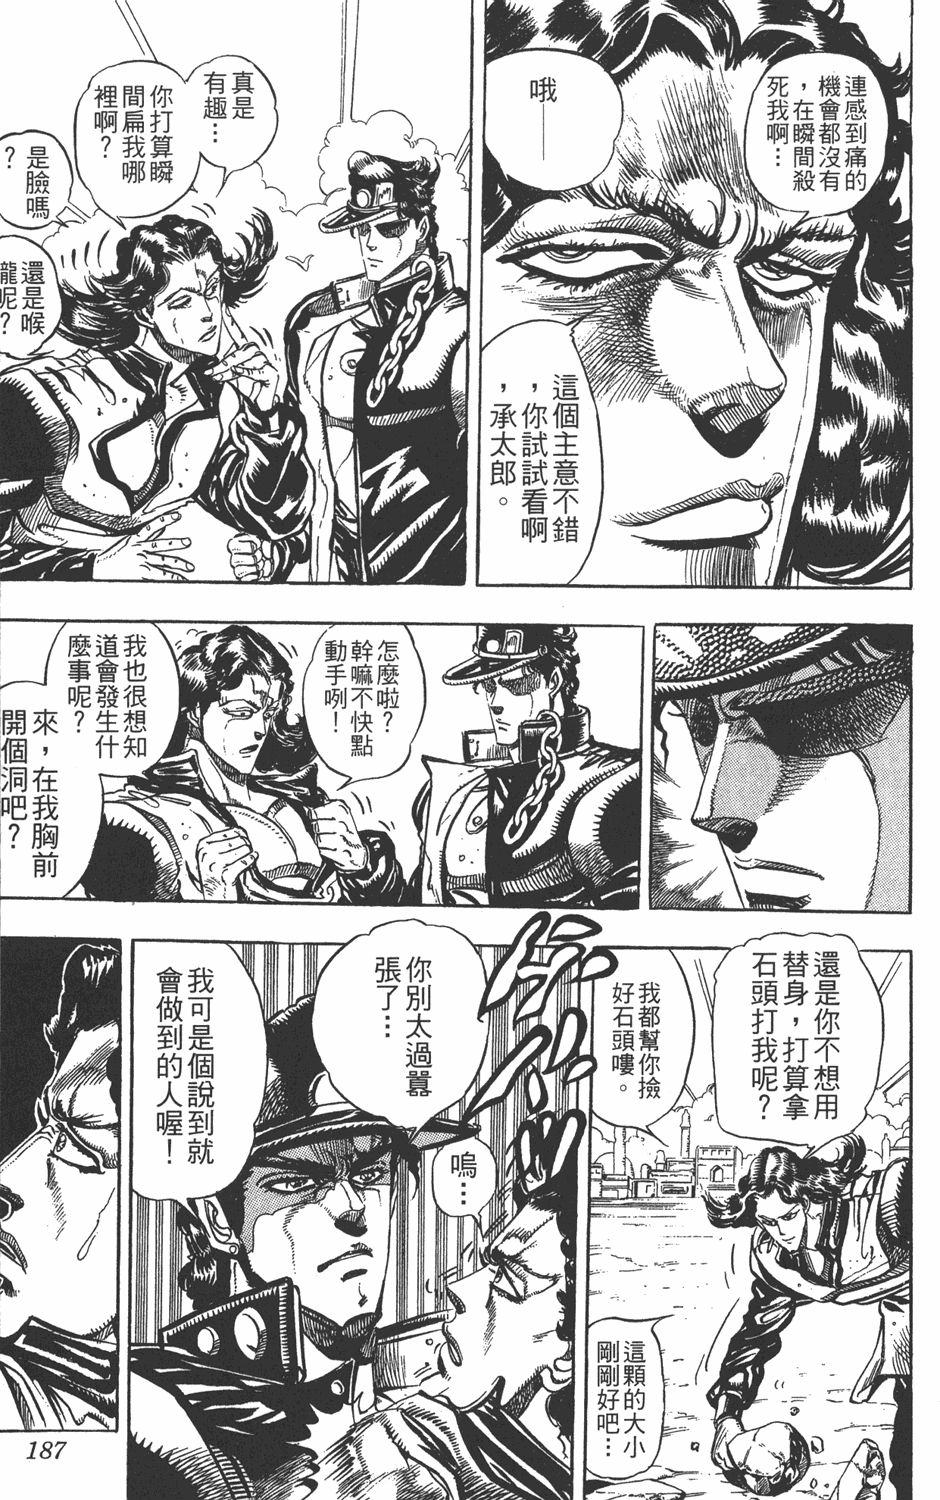 連感到痛的
機會都沒有
，在瞬間殺
死我啊…
哦──
這個主意不錯
，你試試看啊
，承太郎。
真是
有趣…
你打算瞬
間扁我哪
裡啊？
是臉嗎
？
還是喉
嚨呢？
怎麼啦？
幹嘛不快點
動手咧！
我也很想知
道會發生什
麼事呢？
來，在我胸前
開個洞吧？
還是你不想用
替身，打算拿
石頭打我呢？
我都幫你撿
好石頭嘍。
這顆的大小
剛剛好吧…
嗚…
你別太過囂
張了…
我可是個說到就
會做到的人喔！
187